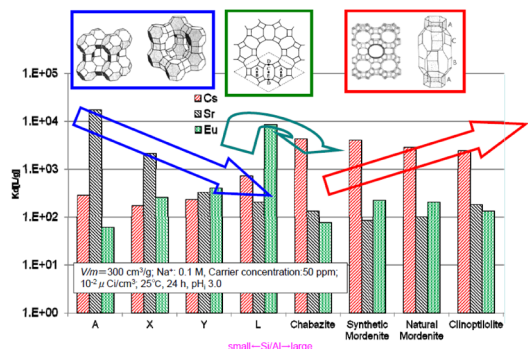 1.E+05
1.E+04
1.E+03
1.E+02
1.E+01
1.E+00
Kd[L/g]
Cs
Sr
Eu
V/m=300 cm³/g; Na⁺: 0.1 M, Carrier concentration:50 ppm;
10⁻² μ Ci/cm³; 25℃, 24 h, pHᵢ 3.0
A
X
Y
L
Chabazite
Synthetic
Mordenite
Natural
Mordenite
Clinoptilolite
small←Si/Al→large
A
C
B
A